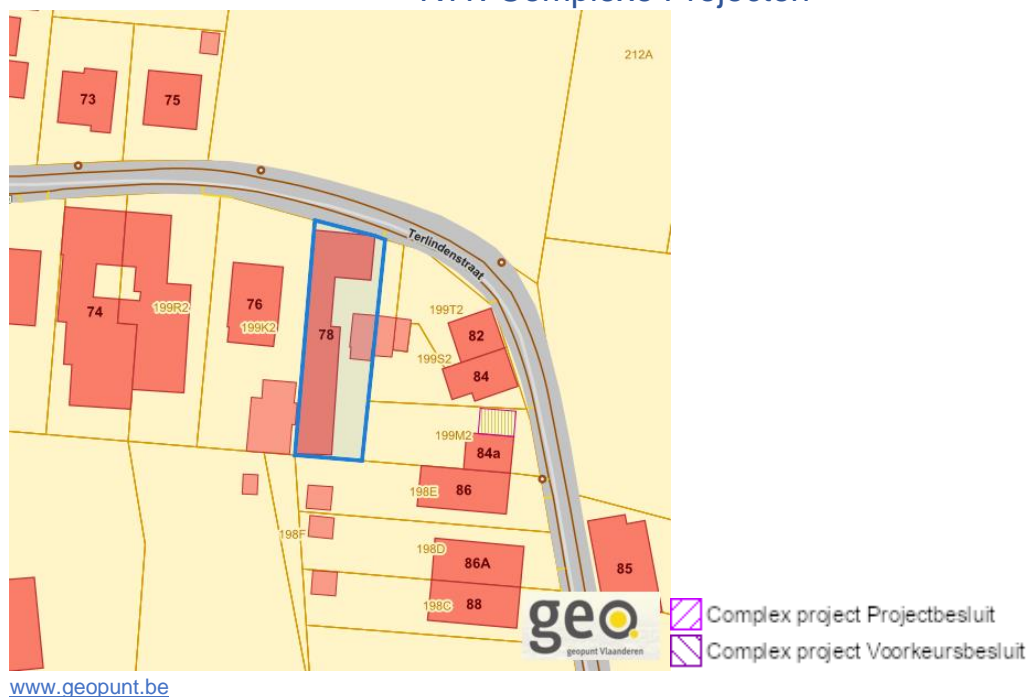 212A
73
75
Terlindenstraat
199R2
74
76
199K2
78
199T2
82
199S2
84
199M2
84a
198E
86
198F
198D
86A
85
198C
88
geo
geopunt Vlaanderen
Complex project Projectbesluit
Complex project Voorkeursbesluit
www.geopunt.be